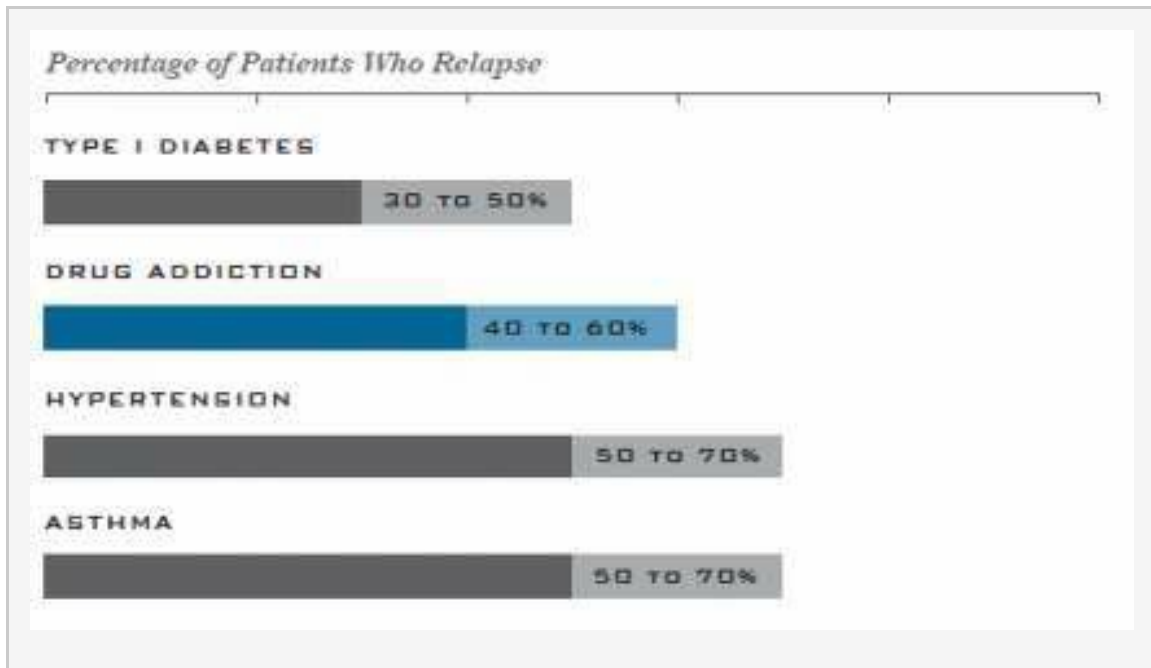 Percentage of Patients Who Relapse
TYPE I DIABETES
30 TO 50%
DRUG ADDICTION
40 TO 60%
HYPERTENSION
50 TO 70%
ASTHMA
50 TO 70%